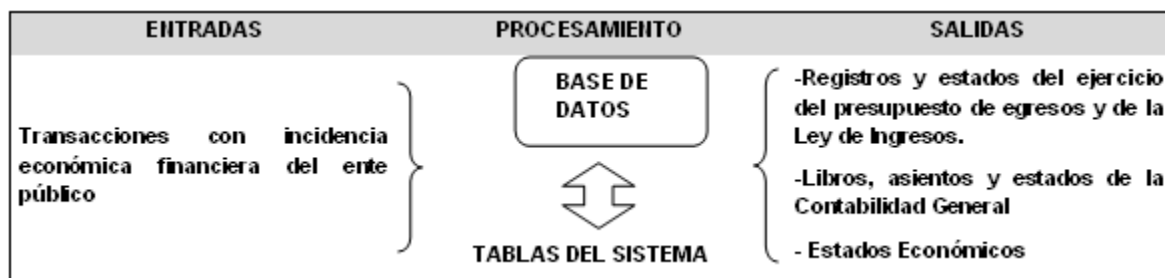 ENTRADAS
PROCESAMIENTO
SALIDAS
Transacciones con incidencia
económica financiera del ente
público
BASE DE
DATOS
TABLAS DEL SISTEMA
-Registros y estados del ejercicio
del presupuesto de egresos y de la
Ley de Ingresos.
-Libros, asientos y estados de la
Contabilidad General
- Estados Económicos